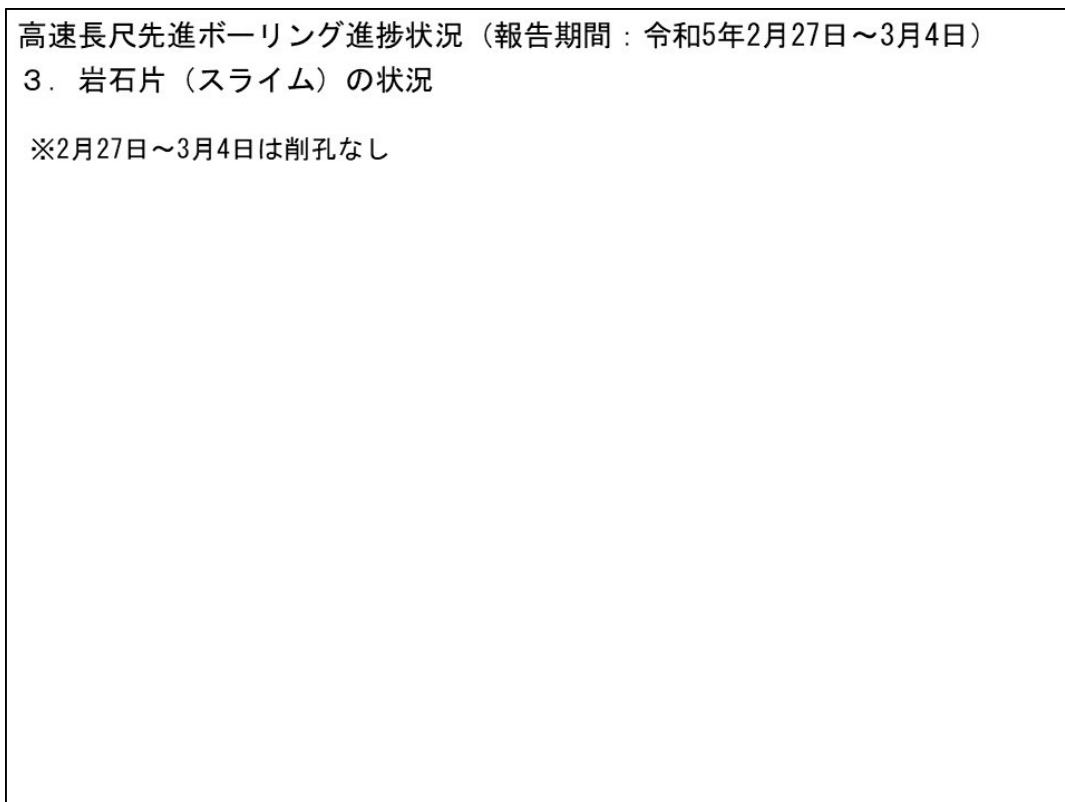 高速長尺先進ボーリング進捗状況（報告期間：令和5年2月27日～3月4日）
３．岩石片（スライム）の状況
※2月27日～3月4日は削孔なし